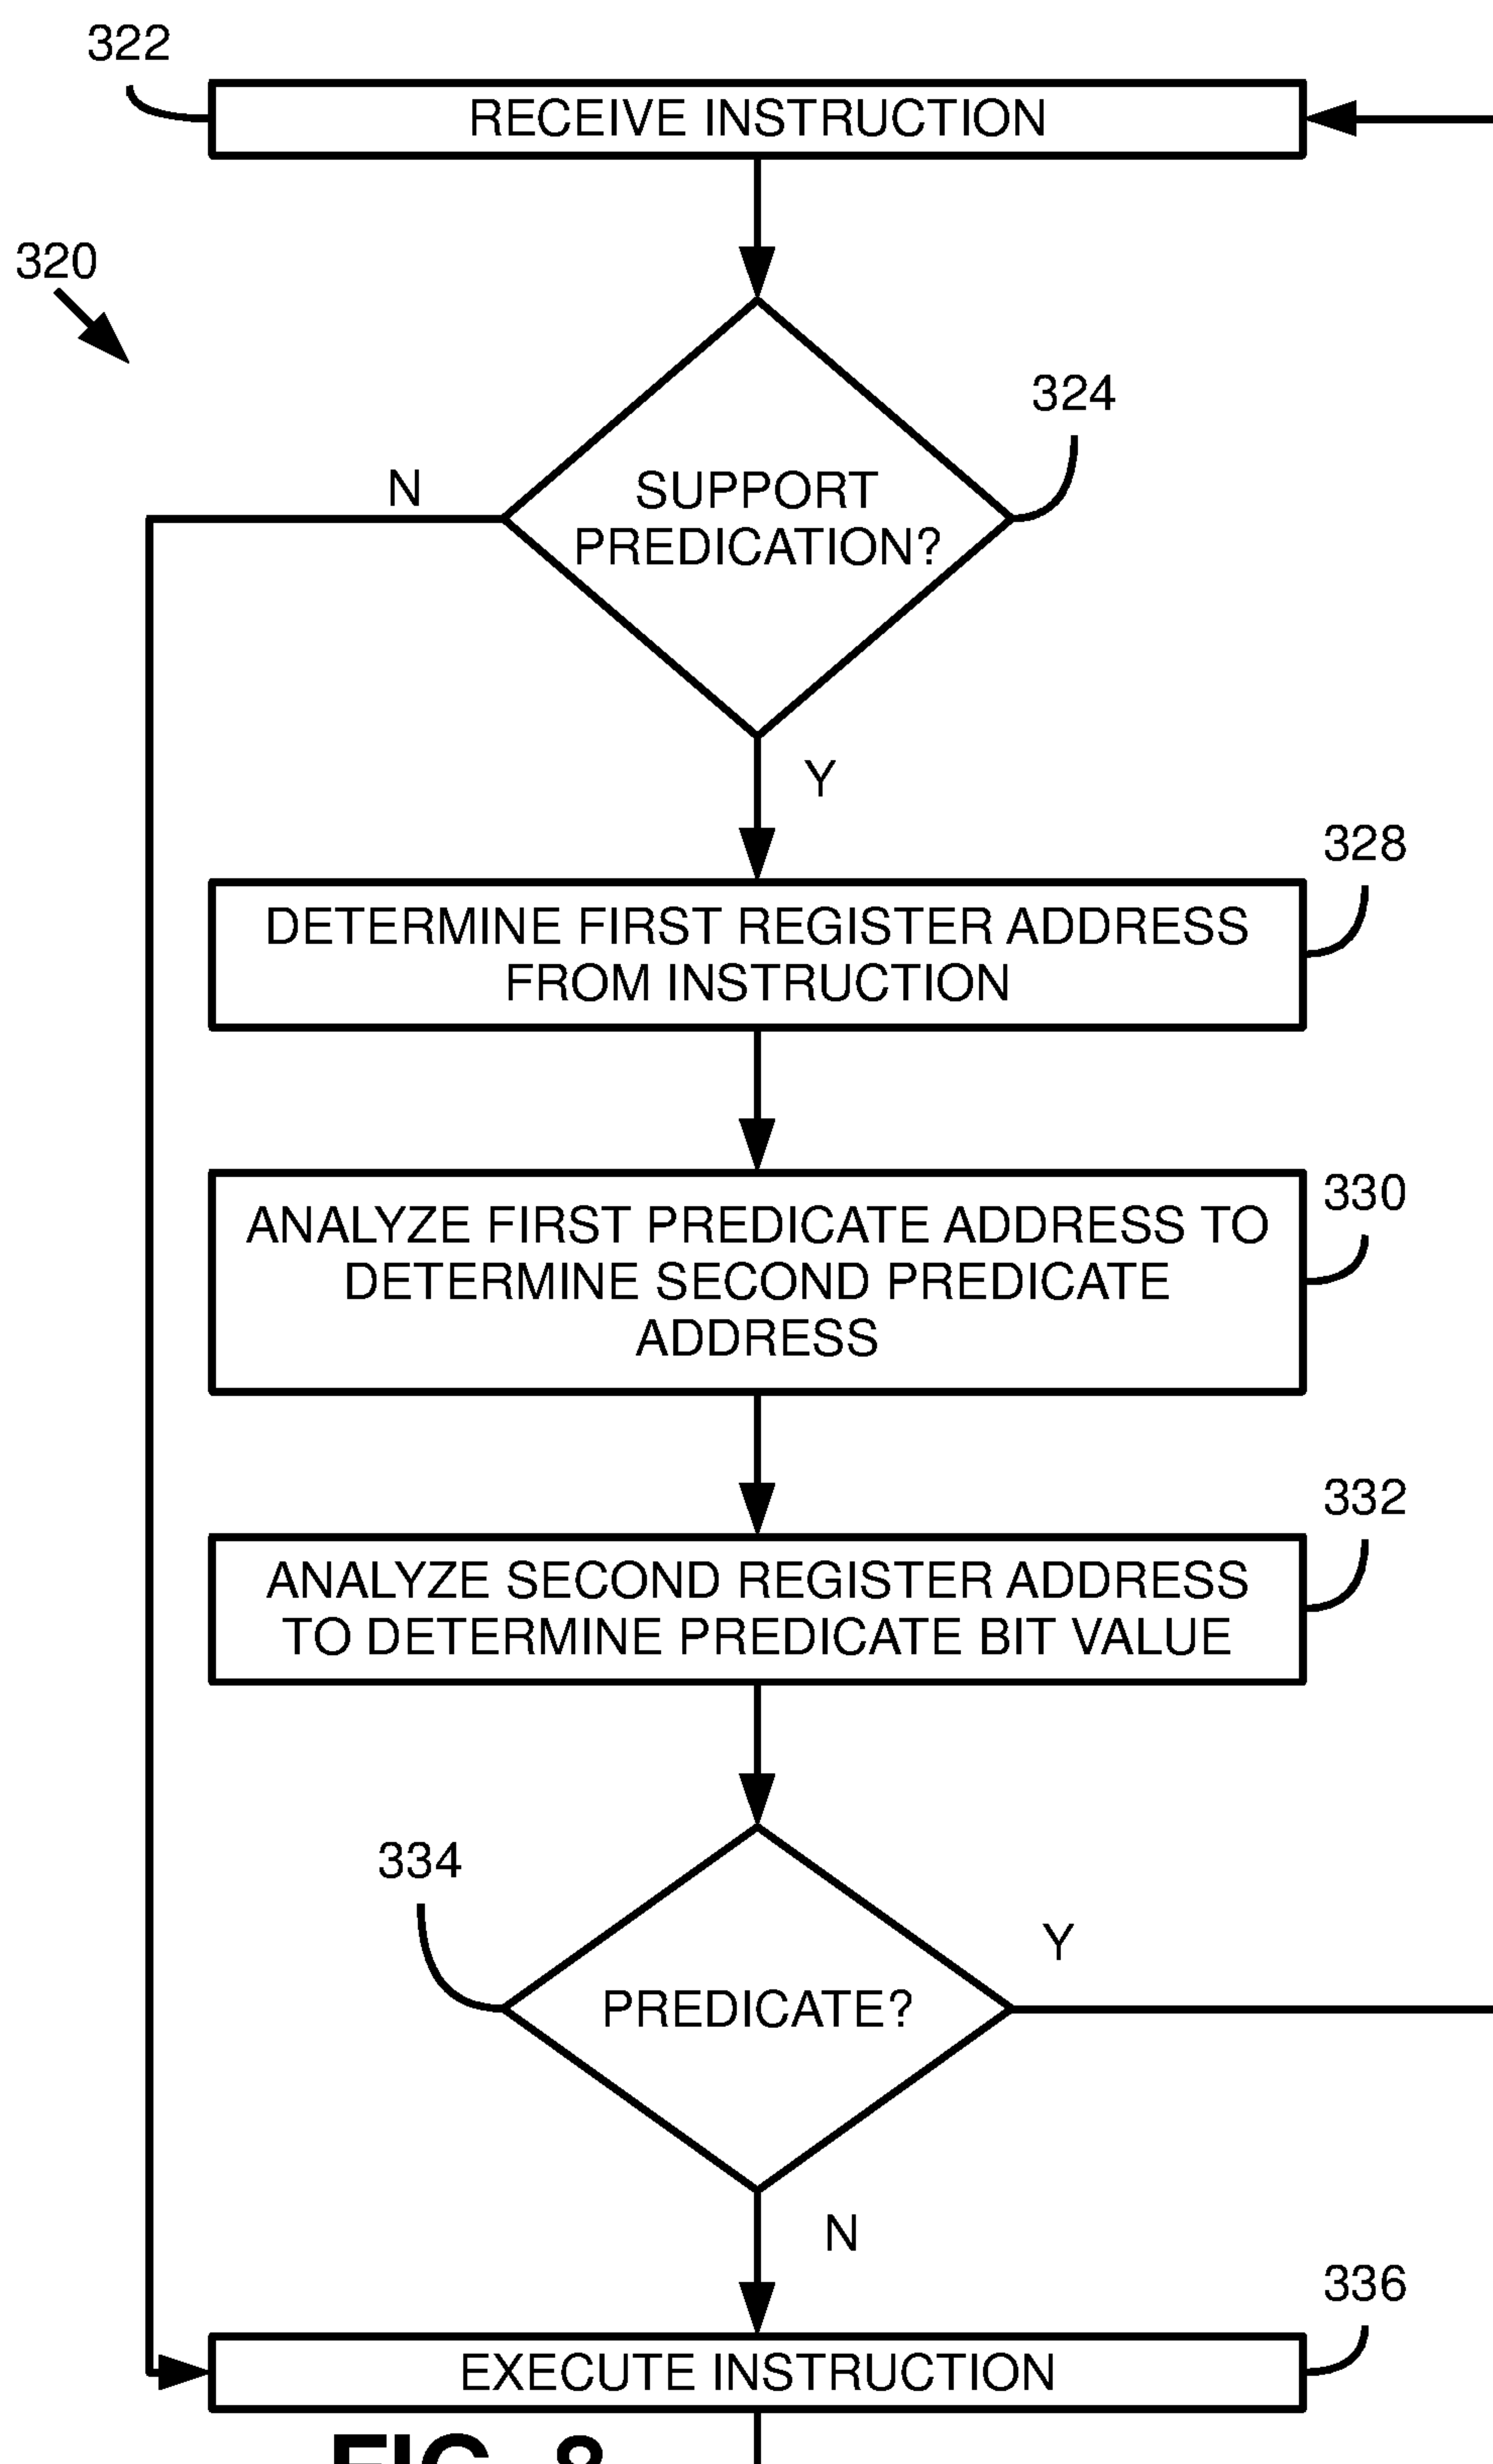 322
RECEIVE INSTRUCTION
320
324
N
SUPPORT
PREDICATION?
Y
328
DETERMINE FIRST REGISTER ADDRESS
FROM INSTRUCTION
330
ANALYZE FIRST PREDICATE ADDRESS TO
DETERMINE SECOND PREDICATE
ADDRESS
332
ANALYZE SECOND REGISTER ADDRESS
TO DETERMINE PREDICATE BIT VALUE
334
Y
PREDICATE?
N
336
EXECUTE INSTRUCTION
FIG. 8